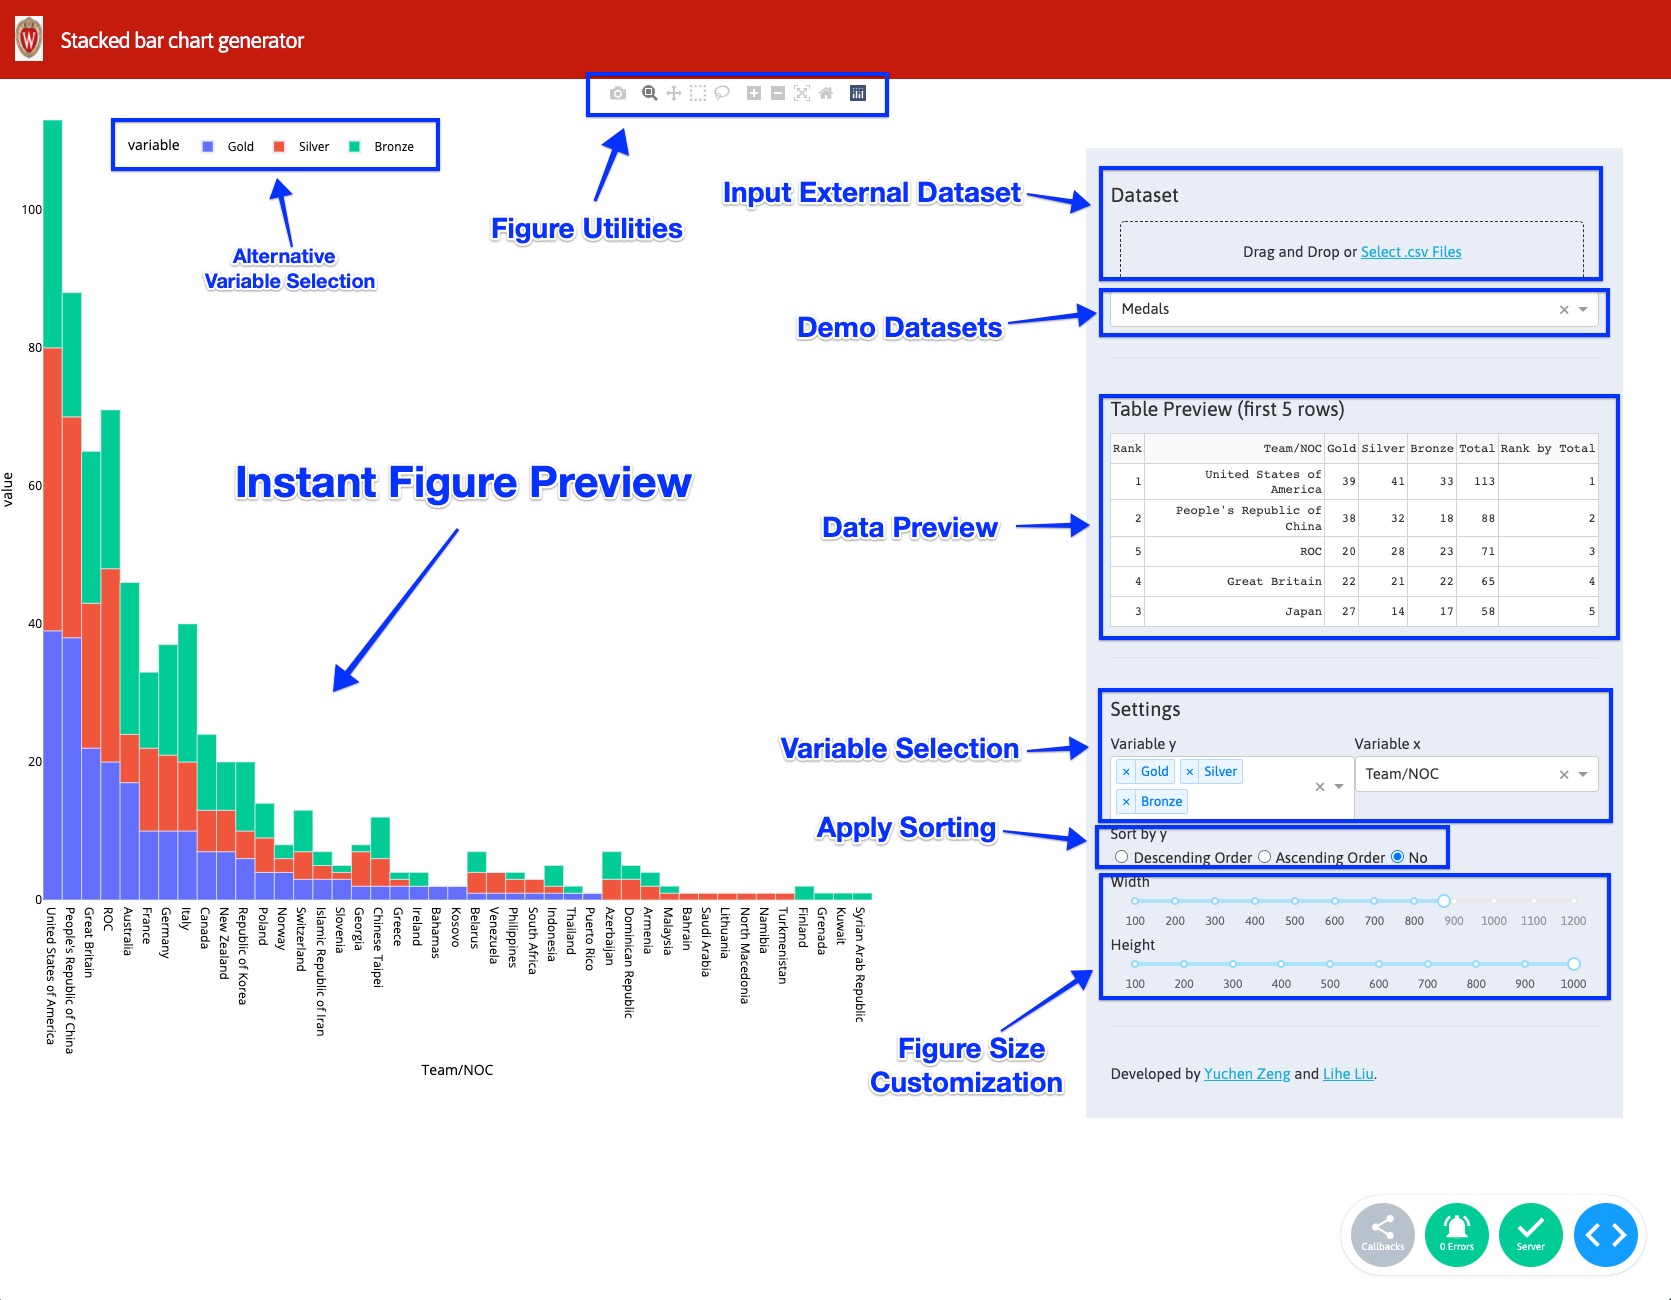 W
Stacked bar chart generator
variable Gold Silver Bronze
Alternative
Variable Selection
Figure Utilities
Input External Dataset
Demo Datasets
Instant Figure Preview
Data Preview
Variable Selection
Apply Sorting
Figure Size
Customization
value
100
80
60
40
20
0
United States of America
People's Republic of China
Great Britain
ROC
Australia
France
Germany
Italy
Canada
New Zealand
Republic of Korea
Poland
Norway
Switzerland
Islamic Republic of Iran
Slovenia
Georgia
Chinese Taipei
Greece
Ireland
Bahamas
Kosovo
Belarus
Venezuela
Philippines
South Africa
Indonesia
Thailand
Puerto Rico
Azerbaijan
Dominican Republic
Armenia
Malaysia
Bahrain
Saudi Arabia
Lithuania
North Macedonia
Namibia
Turkmenistan
Finland
Grenada
Kuwait
Syrian Arab Republic
Team/NOC
Dataset
Drag and Drop or Select .csv Files
Medals
Table Preview (first 5 rows)
Rank Team/NOC Gold Silver Bronze Total Rank by Total
1 United States of America 39 41 33 113 1
2 People's Republic of China 38 32 18 88 2
5 ROC 20 28 23 71 3
4 Great Britain 22 21 22 65 4
3 Japan 27 14 17 58 5
Settings
Variable y Variable x
× Gold × Silver
× Bronze
Team/NOC
Sort by y
Descending Order Ascending Order No
Width
100 200 300 400 500 600 700 800 900 1000 1100 1200
Height
100 200 300 400 500 600 700 800 900 1000
Developed by Yuchen Zeng and Lihe Liu.
Callbacks
0 Errors
Server